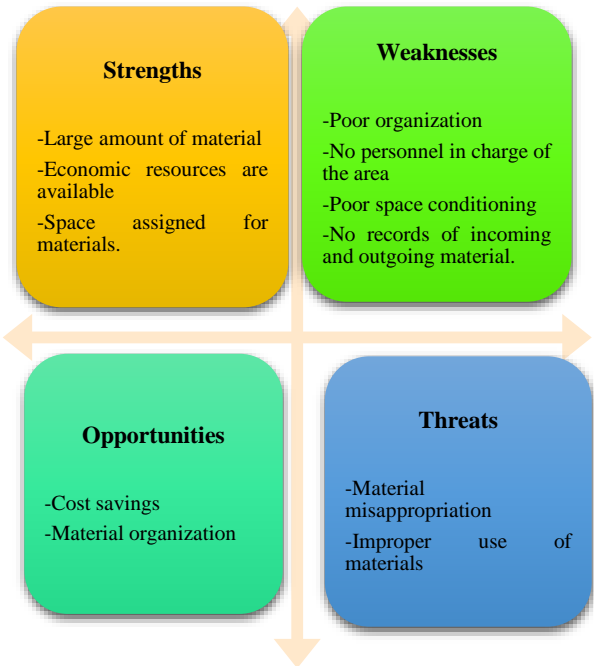 Strengths
-Large amount of material
-Economic resources are
available
-Space assigned for
materials.
Weaknesses
-Poor organization
-No personnel in charge of
the area
-Poor space conditioning
-No records of incoming
and outgoing material.
Opportunities
-Cost savings
-Material organization
Threats
-Material
misappropriation
-Improper use of
materials